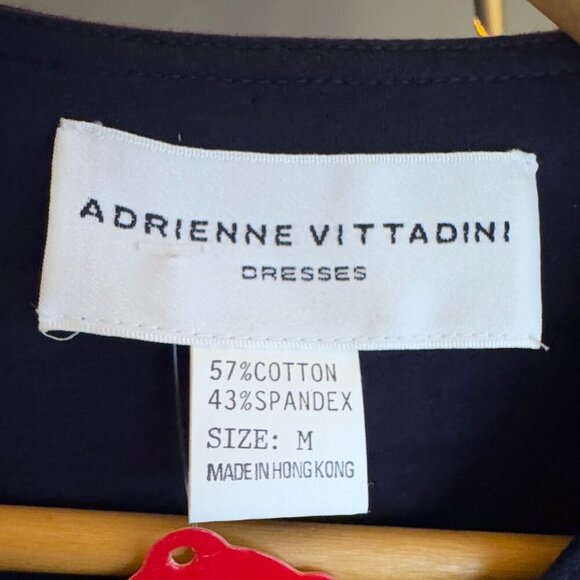 ADRIENNE VITTADINI
DRESSES
57%COTTON
43%SPANDEX
SIZE: M
MADE IN HONG KONG